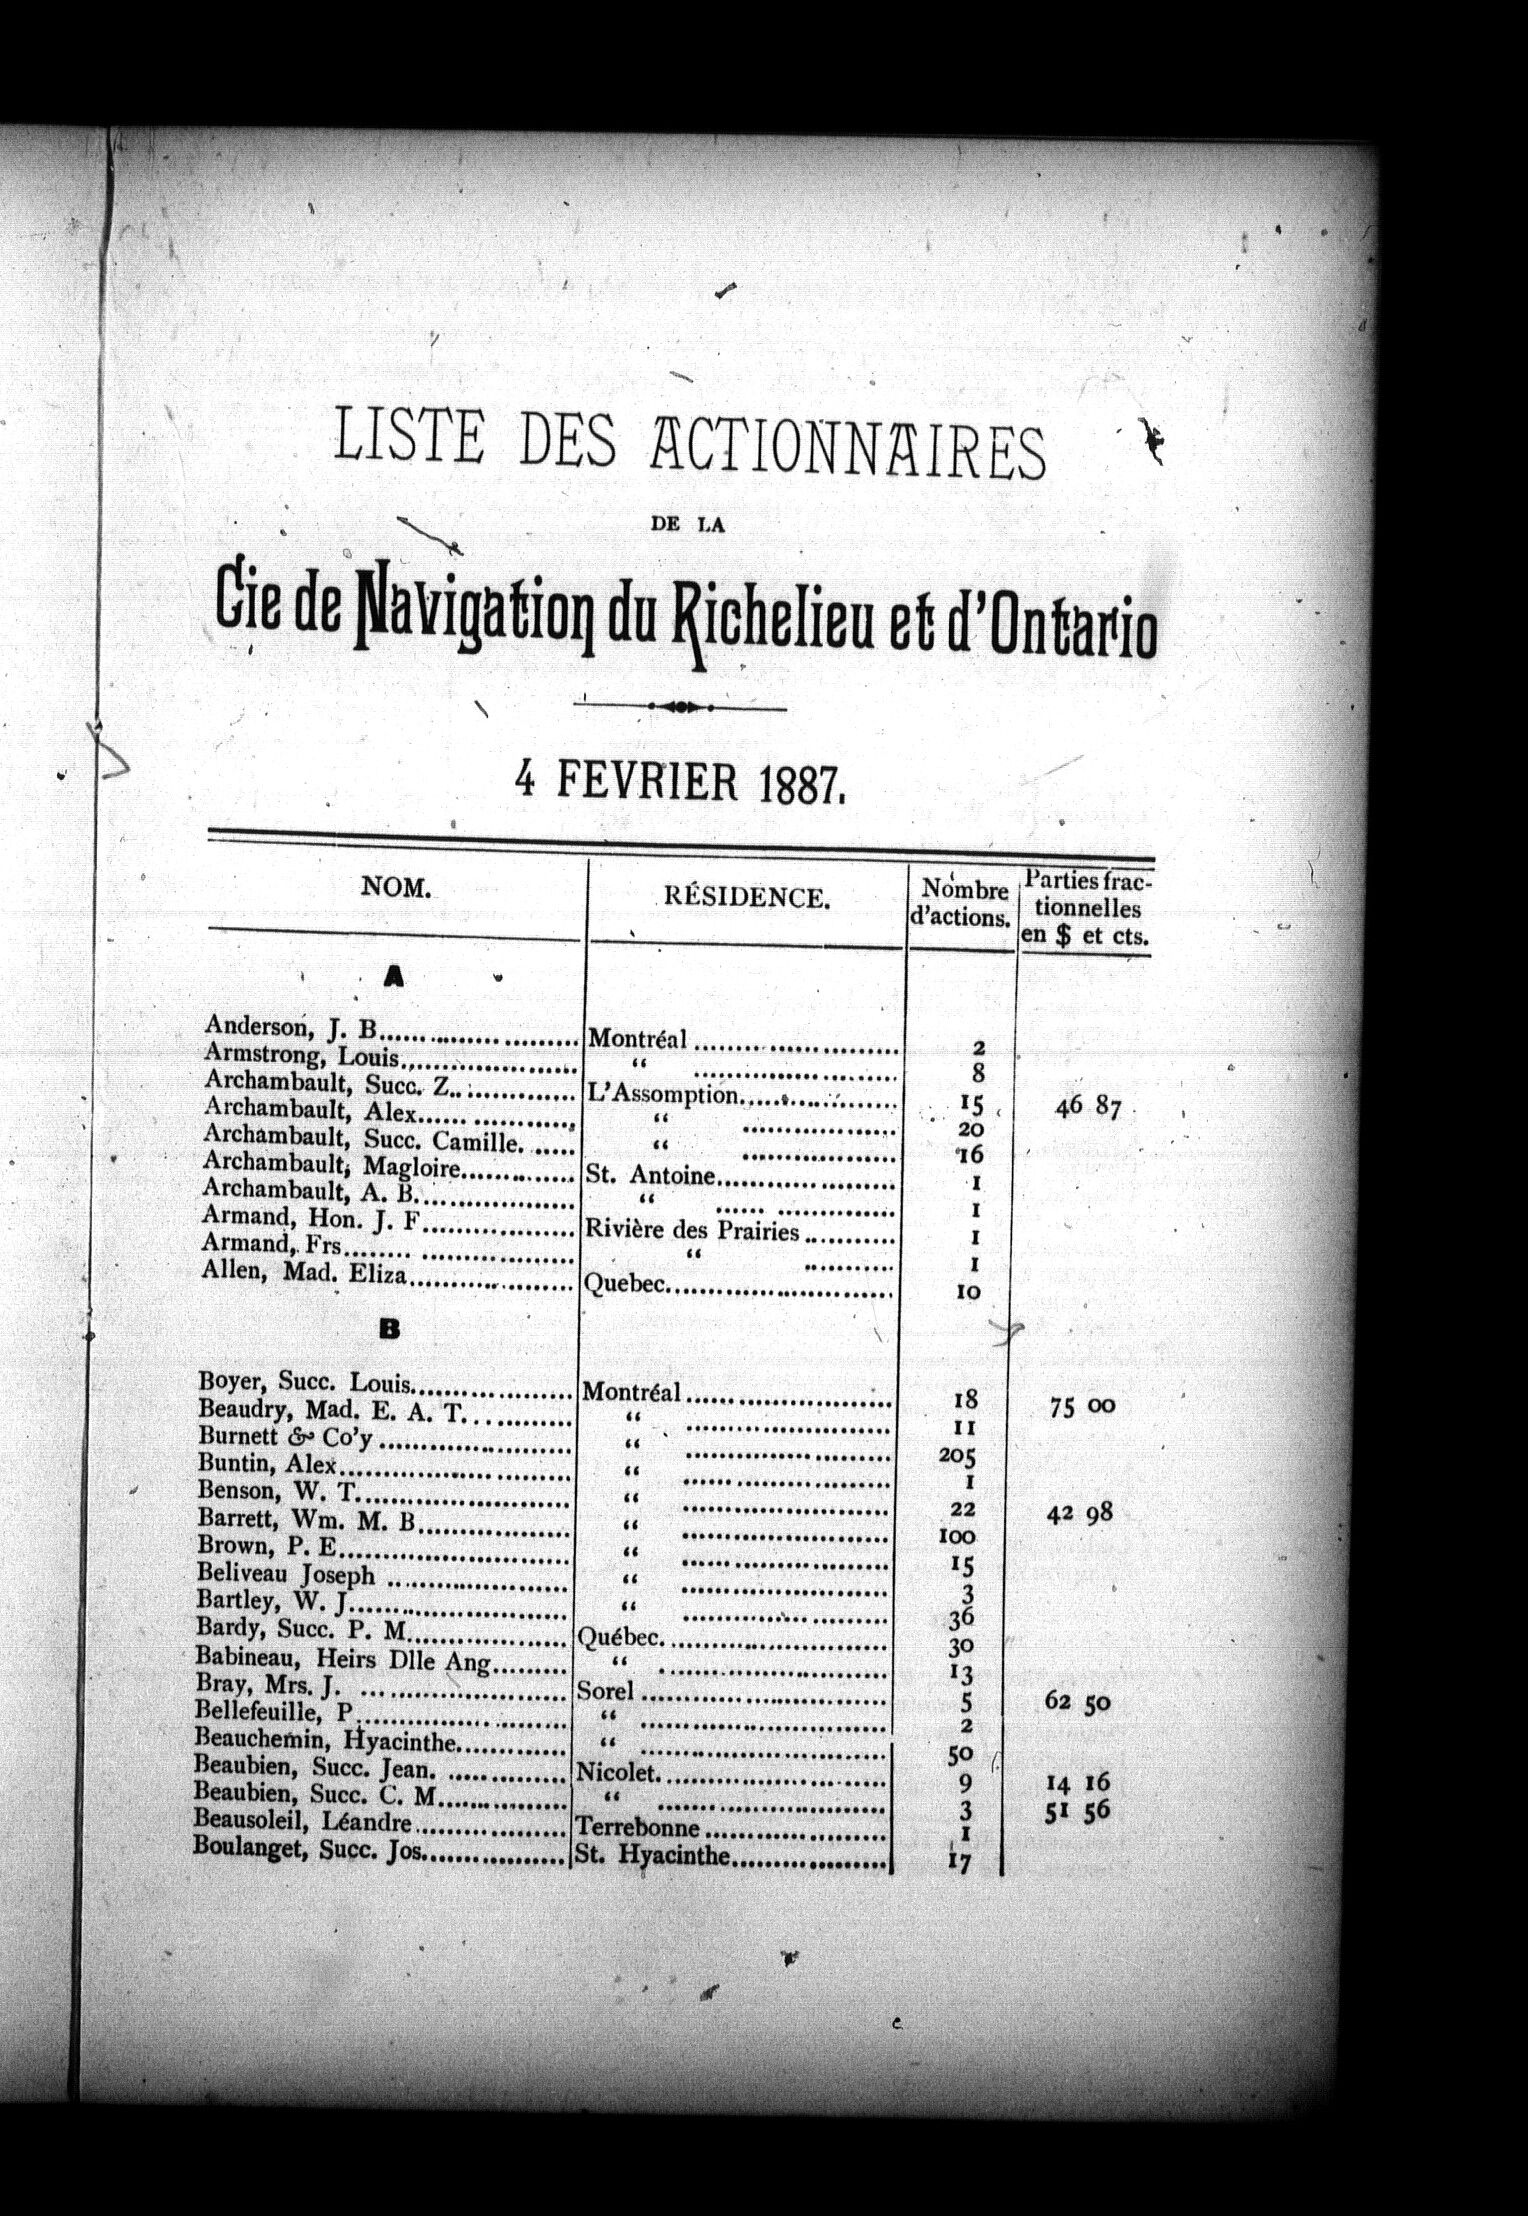 LISTE DES ACTIONNAIRES
DE LA
Cie de Navigation du Richelieu et d'Ontario
4 FEVRIER 1887.
NOM. RÉSIDENCE. Nombre d'actions. Parties fractionnelles en $ et cts.
A
Anderson, J. B. Montréal 2
Armstrong, Louis " 8
Archambault, Succ. Z. L'Assomption 15 46 87
Archambault, Alex " 20
Archambault, Succ. Camille. " 16
Archambault, Magloire St. Antoine 1
Archambault, A. B. " 1
Armand, Hon. J. F Rivière des Prairies 1
Armand, Frs " 1
Allen, Mad. Eliza Quebec 10
B
Boyer, Succ. Louis Montréal 18 75 00
Beaudry, Mad. E. A. T. " 11
Burnett & Co'y " 205
Buntin, Alex " 1
Benson, W. T. " 22 42 98
Barrett, Wm. M. B " 100
Brown, P. E " 15
Beliveau Joseph " 3
Bartley, W. J " 36
Bardy, Succ. P. M Québec 30
Babineau, Heirs Dlle Ang " 13
Bray, Mrs. J. Sorel 5 62 50
Bellefeuille, P " 2
Beauchemin, Hyacinthe " 50
Beaubien, Succ. Jean. Nicolet 9 14 16
Beaubien, Succ. C. M " 3 51 56
Beausoleil, Léandre Terrebonne 1
Boulanget, Succ. Jos. St. Hyacinthe 17